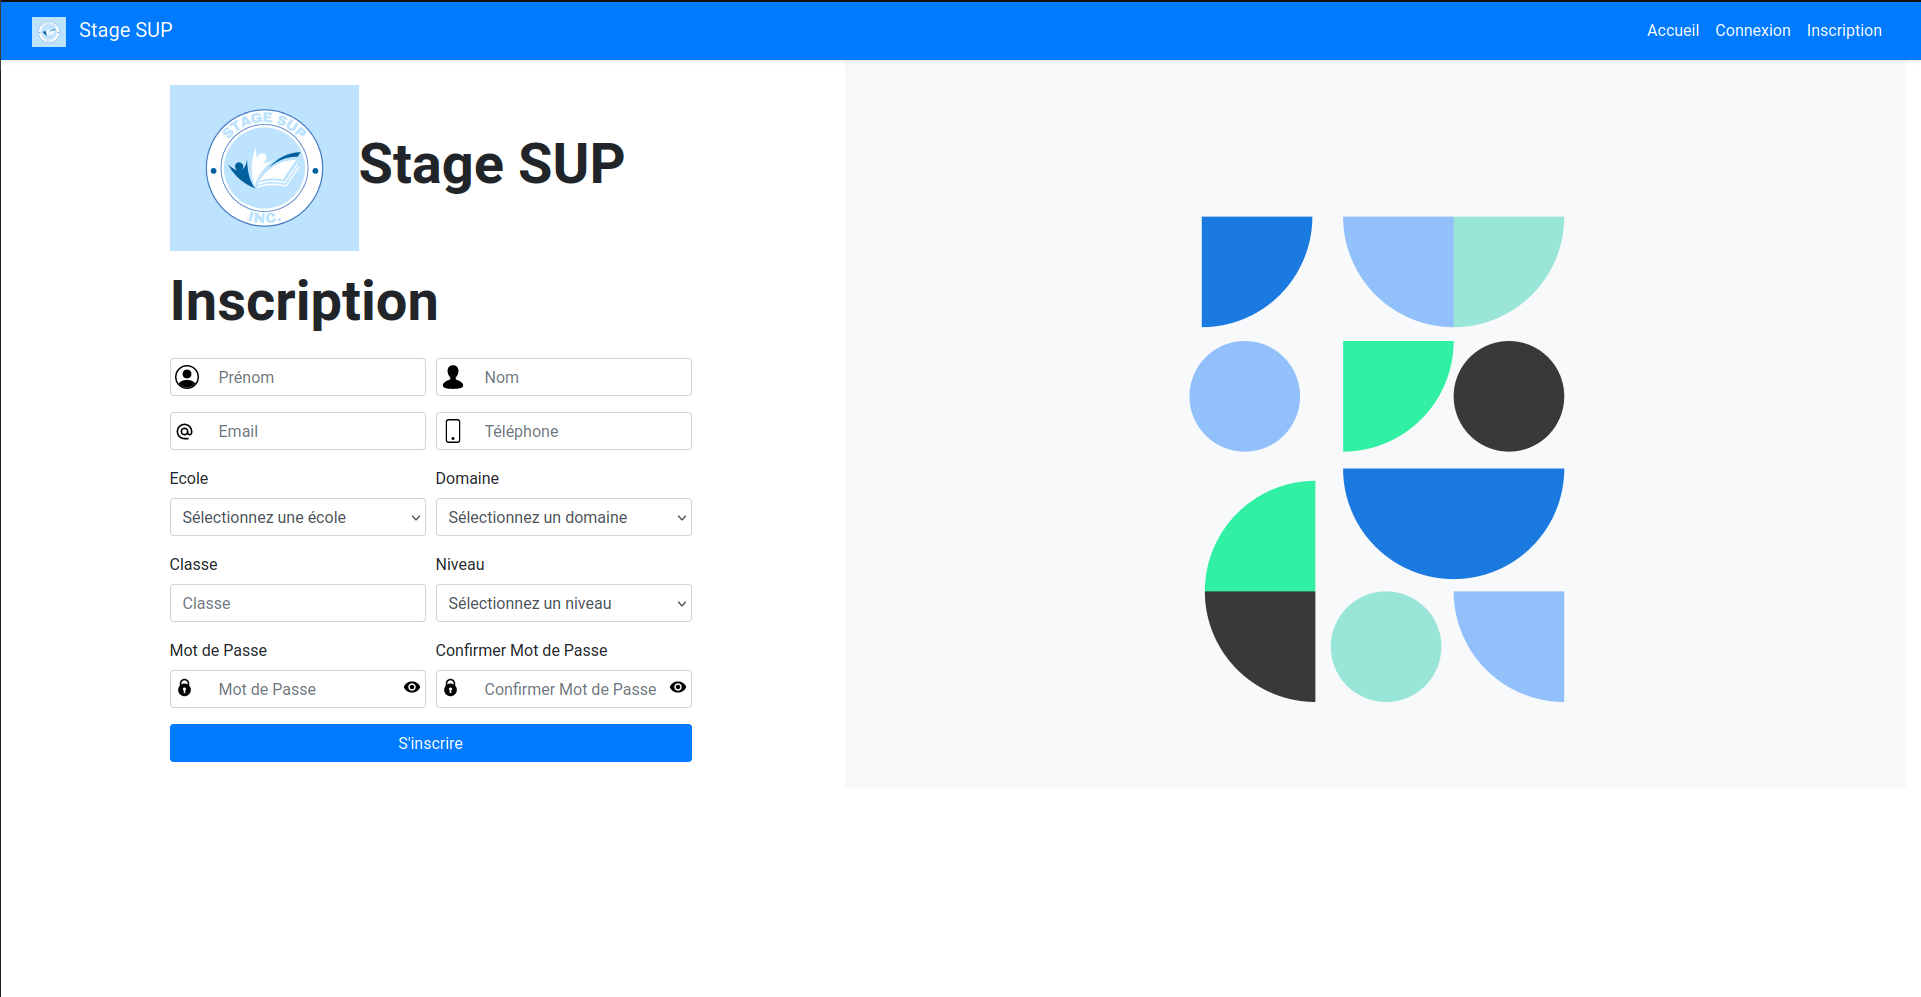 Stage SUP
Accueil Connexion Inscription
STAGE SUP
INC.
Stage SUP
Inscription
Prénom Nom
Email Téléphone
Ecole Domaine
Sélectionnez une école Sélectionnez un domaine
Classe Niveau
Classe Sélectionnez un niveau
Mot de Passe Confirmer Mot de Passe
Mot de Passe Confirmer Mot de Passe
S'inscrire